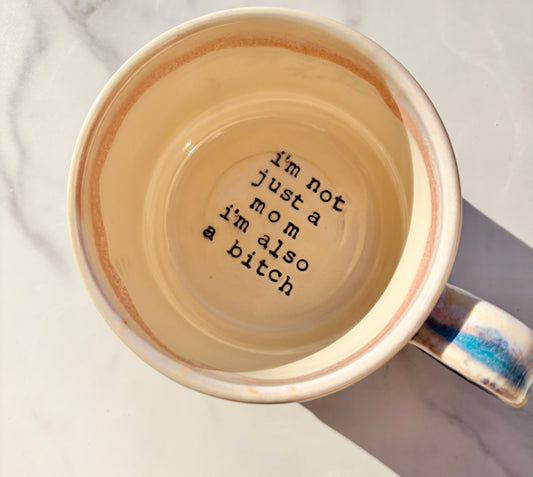 i'm not
just a
mom
i'm also
a bitch